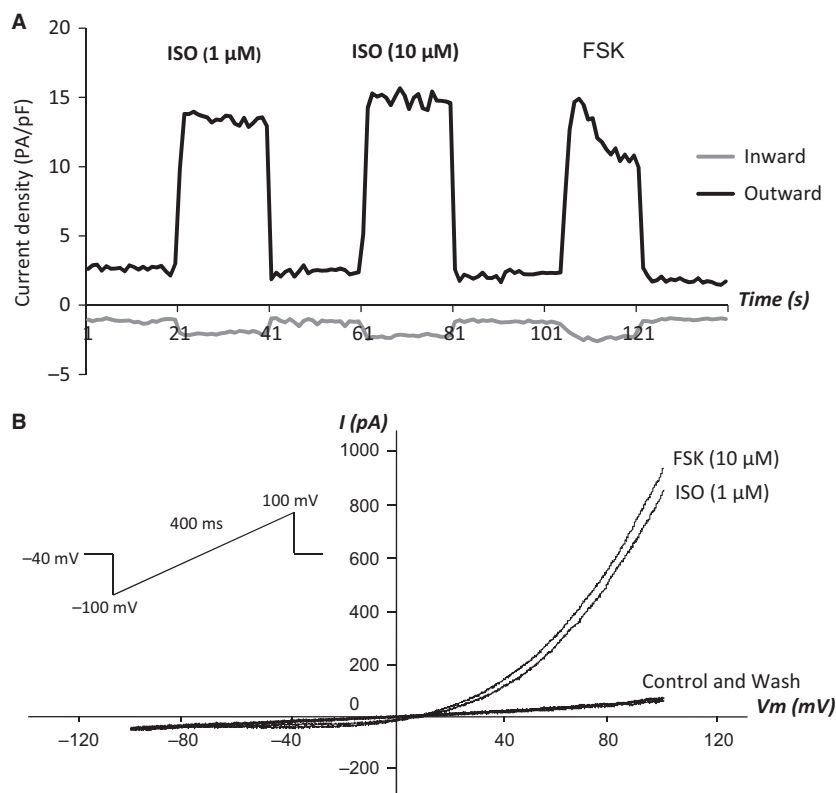 A
20
15
10
5
0
−5
Current density (PA/pF)
ISO (1 µM)
ISO (10 µM)
FSK
Inward
Outward
Time (s)
1
21
41
61
81
101
121
B
I (pA)
1000
800
600
400
200
0
−200
FSK (10 µM)
ISO (1 µM)
100 mV
400 ms
−40 mV
−100 mV
Control and Wash
Vm (mV)
−120
−80
−40
40
80
120